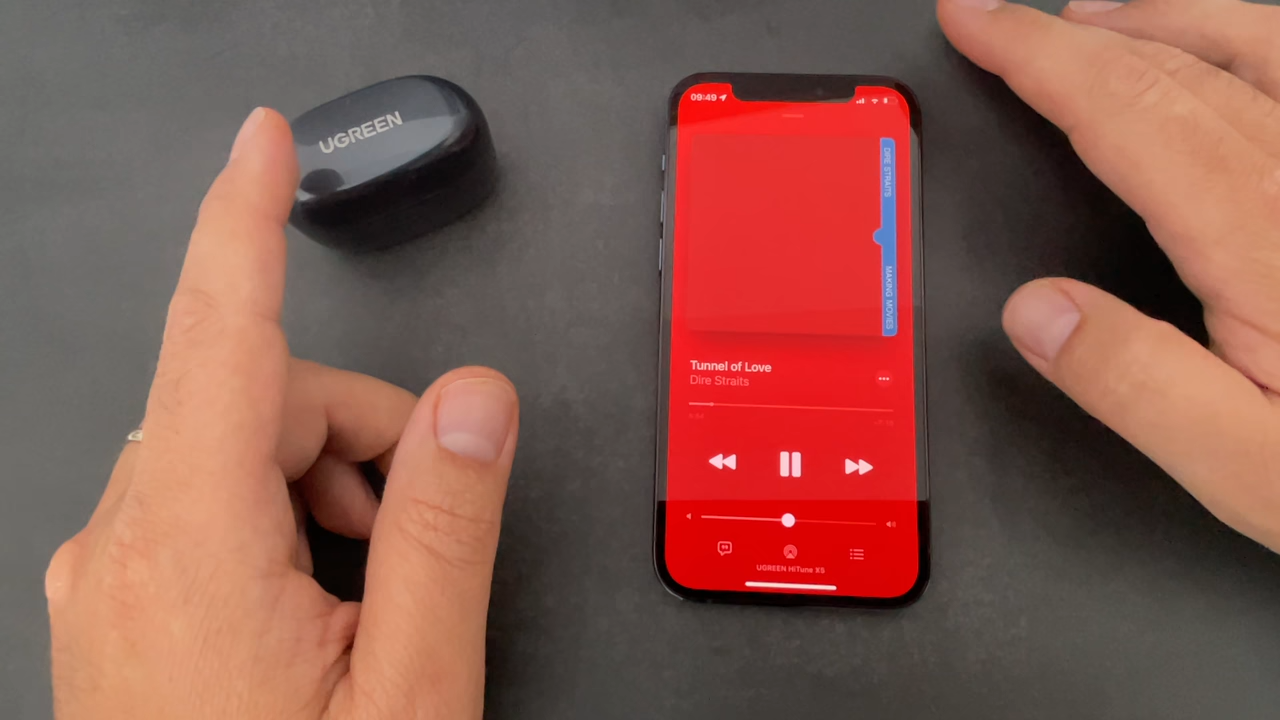 UGREEN
09:49
DIRE STRAITS
MAKING MOVIES
Tunnel of Love
Dire Straits
UGREEN HiTune X5